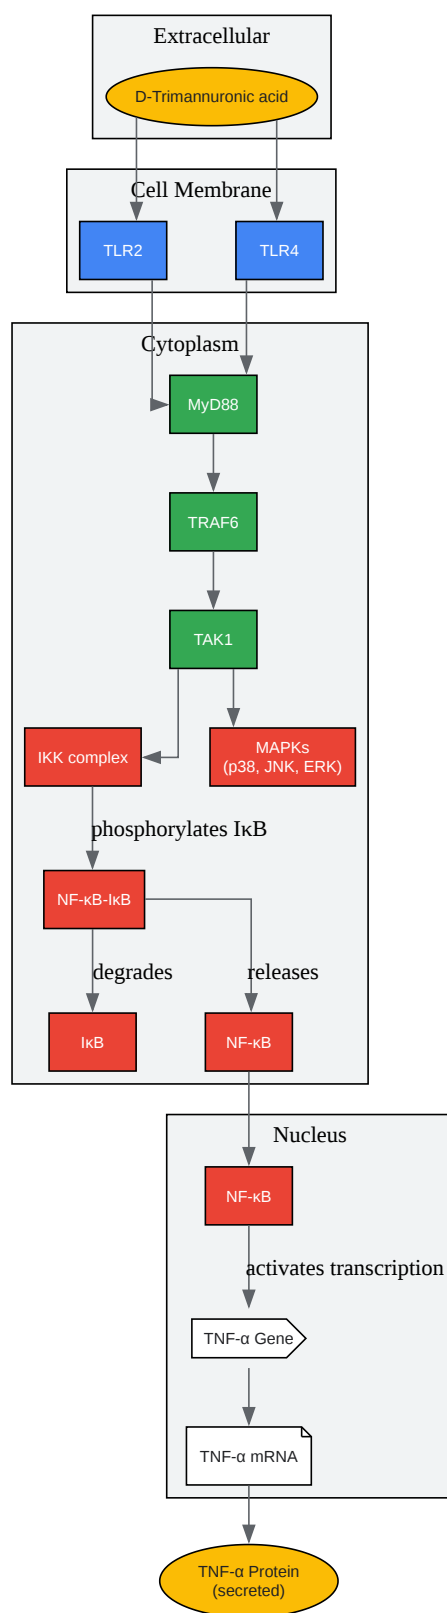 Extracellular
D-Trimannuronic acid
Cell Membrane
TLR2
TLR4
Cytoplasm
MyD88
TRAF6
TAK1
IKK complex
MAPKs
(p38, JNK, ERK)
phosphorylates IκB
NF-κB-IκB
degrades
releases
IκB
NF-κB
Nucleus
NF-κB
activates transcription
TNF-α Gene
TNF-α mRNA
TNF-α Protein
(secreted)